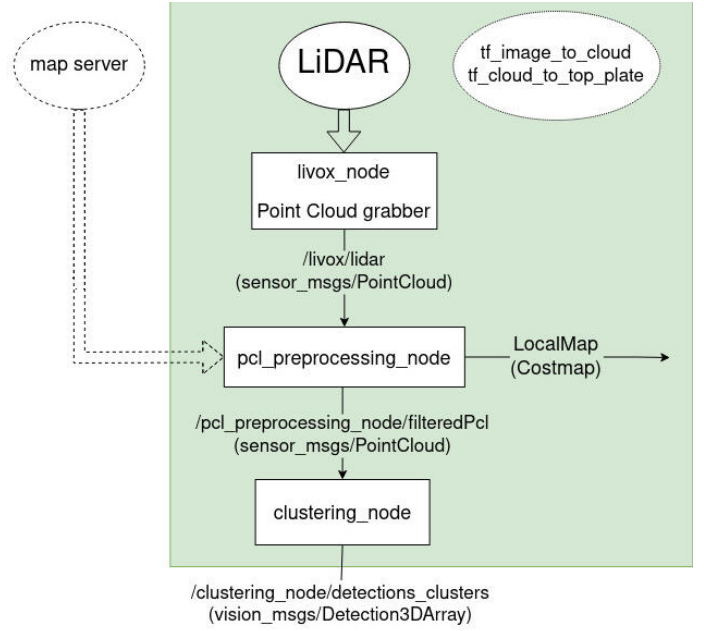 map server
LiDAR
tf_image_to_cloud
tf_cloud_to_top_plate
livox_node
Point Cloud grabber
/livox/lidar
(sensor_msgs/PointCloud)
pcl_preprocessing_node
LocalMap
(Costmap)
/pcl_preprocessing_node/filteredPcl
(sensor_msgs/PointCloud)
clustering_node
/clustering_node/detections_clusters
(vision_msgs/Detection3DArray)